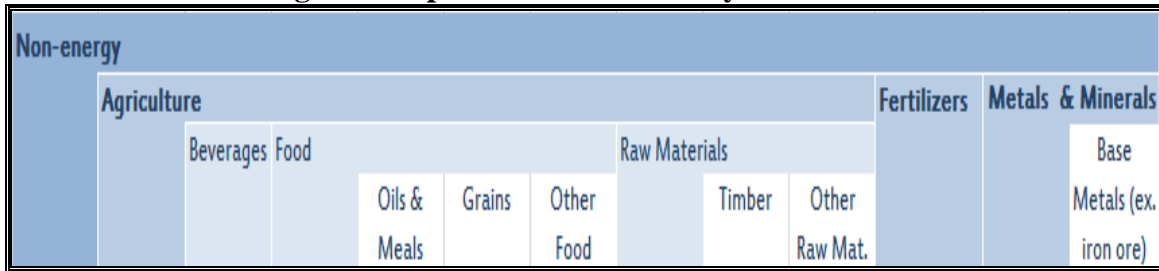 Non-energy
Agriculture Fertilizers Metals & Minerals
Beverages Food Raw Materials Base
Oils & Grains Other Timber Other Metals (ex.
Meals Food Raw Mat. iron ore)